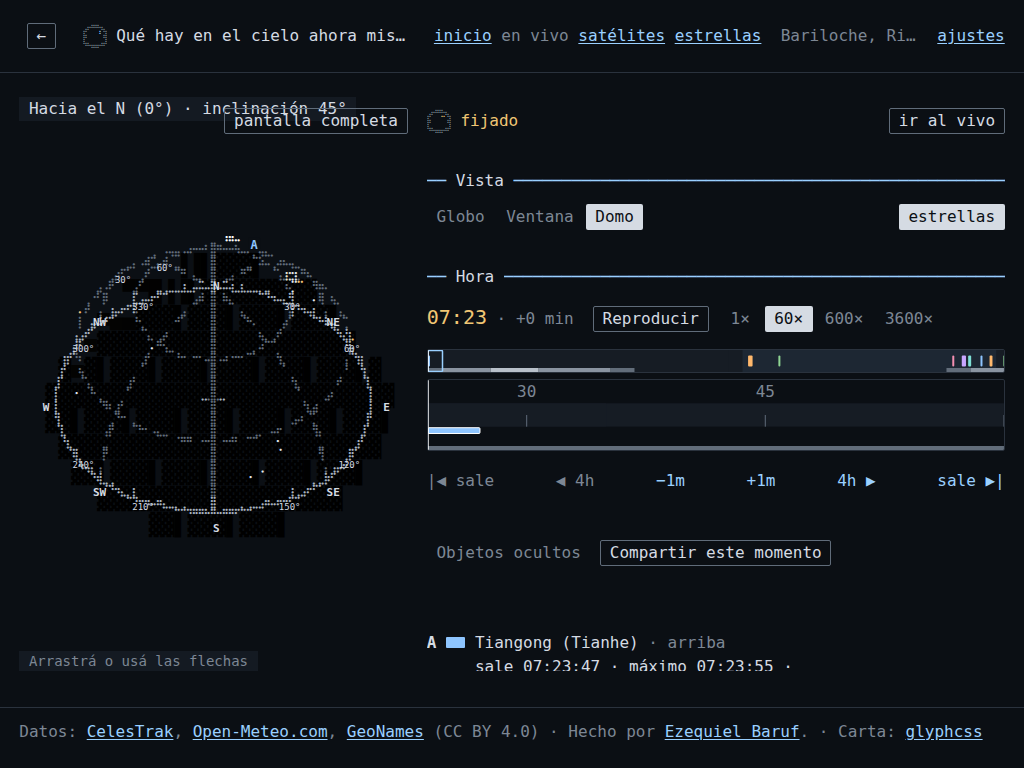 ←
Qué hay en el cielo ahora mis… inicio en vivo satélites estrellas Bariloche, Ri… ajustes
Hacia el N (0°) · inclinación 45°
pantalla completa
fijado
ir al vivo
Vista
Globo Ventana Domo estrellas
Hora
07:23 · +0 min Reproducir 1× 60× 600× 3600×
30 45
|◀ sale ◀ 4h −1m +1m 4h ▶ sale ▶|
Objetos ocultos Compartir este momento
A Tiangong (Tianhe) · arriba
sale 07:23:47 · máximo 07:23:55 ·
A
60°
30°
N
330° 30°
NW NE
300° 60°
W E
240° 120°
SW SE
210° 150°
S
Arrastrá o usá las flechas
Datos: CelesTrak, Open-Meteo.com, GeoNames (CC BY 4.0) · Hecho por Ezequiel Baruf. · Carta: glyphcss